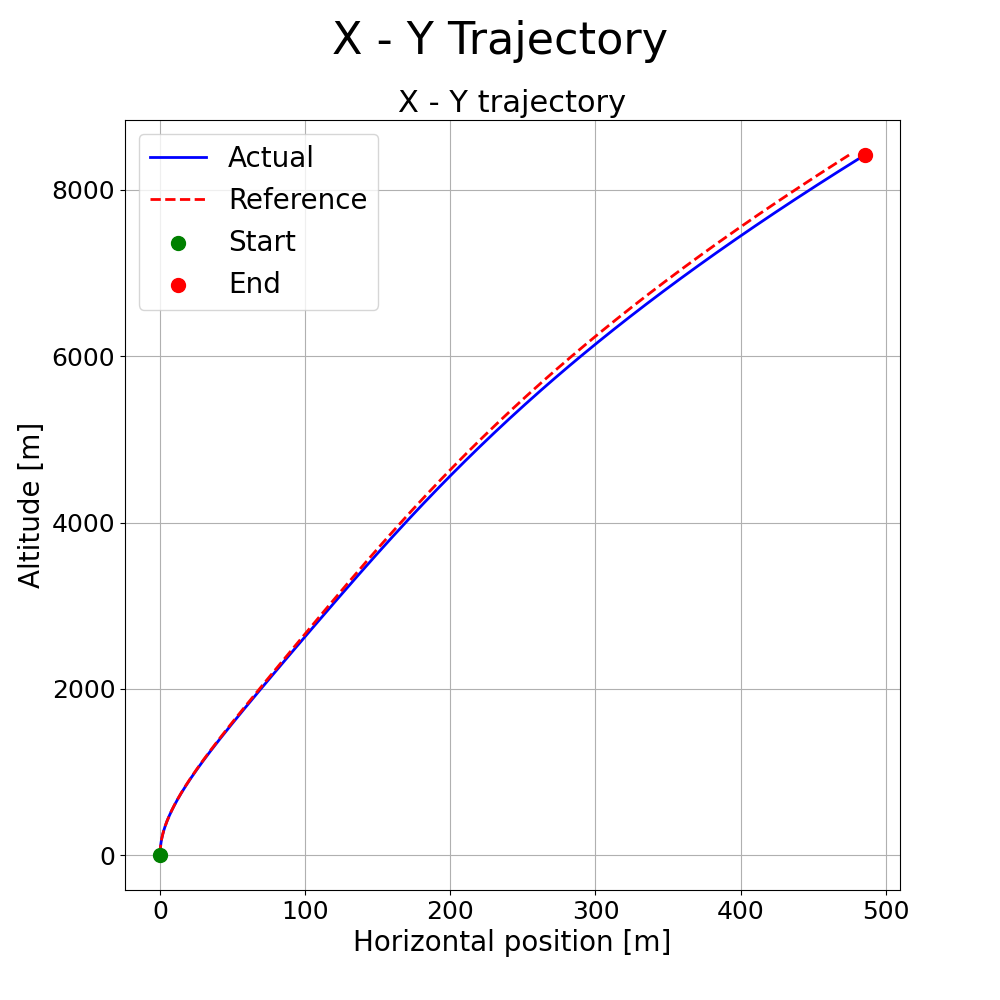 X - Y Trajectory
X - Y trajectory
Actual
Reference
Start
End
8000
6000
4000
2000
0
Altitude [m]
0 100 200 300 400 500
Horizontal position [m]